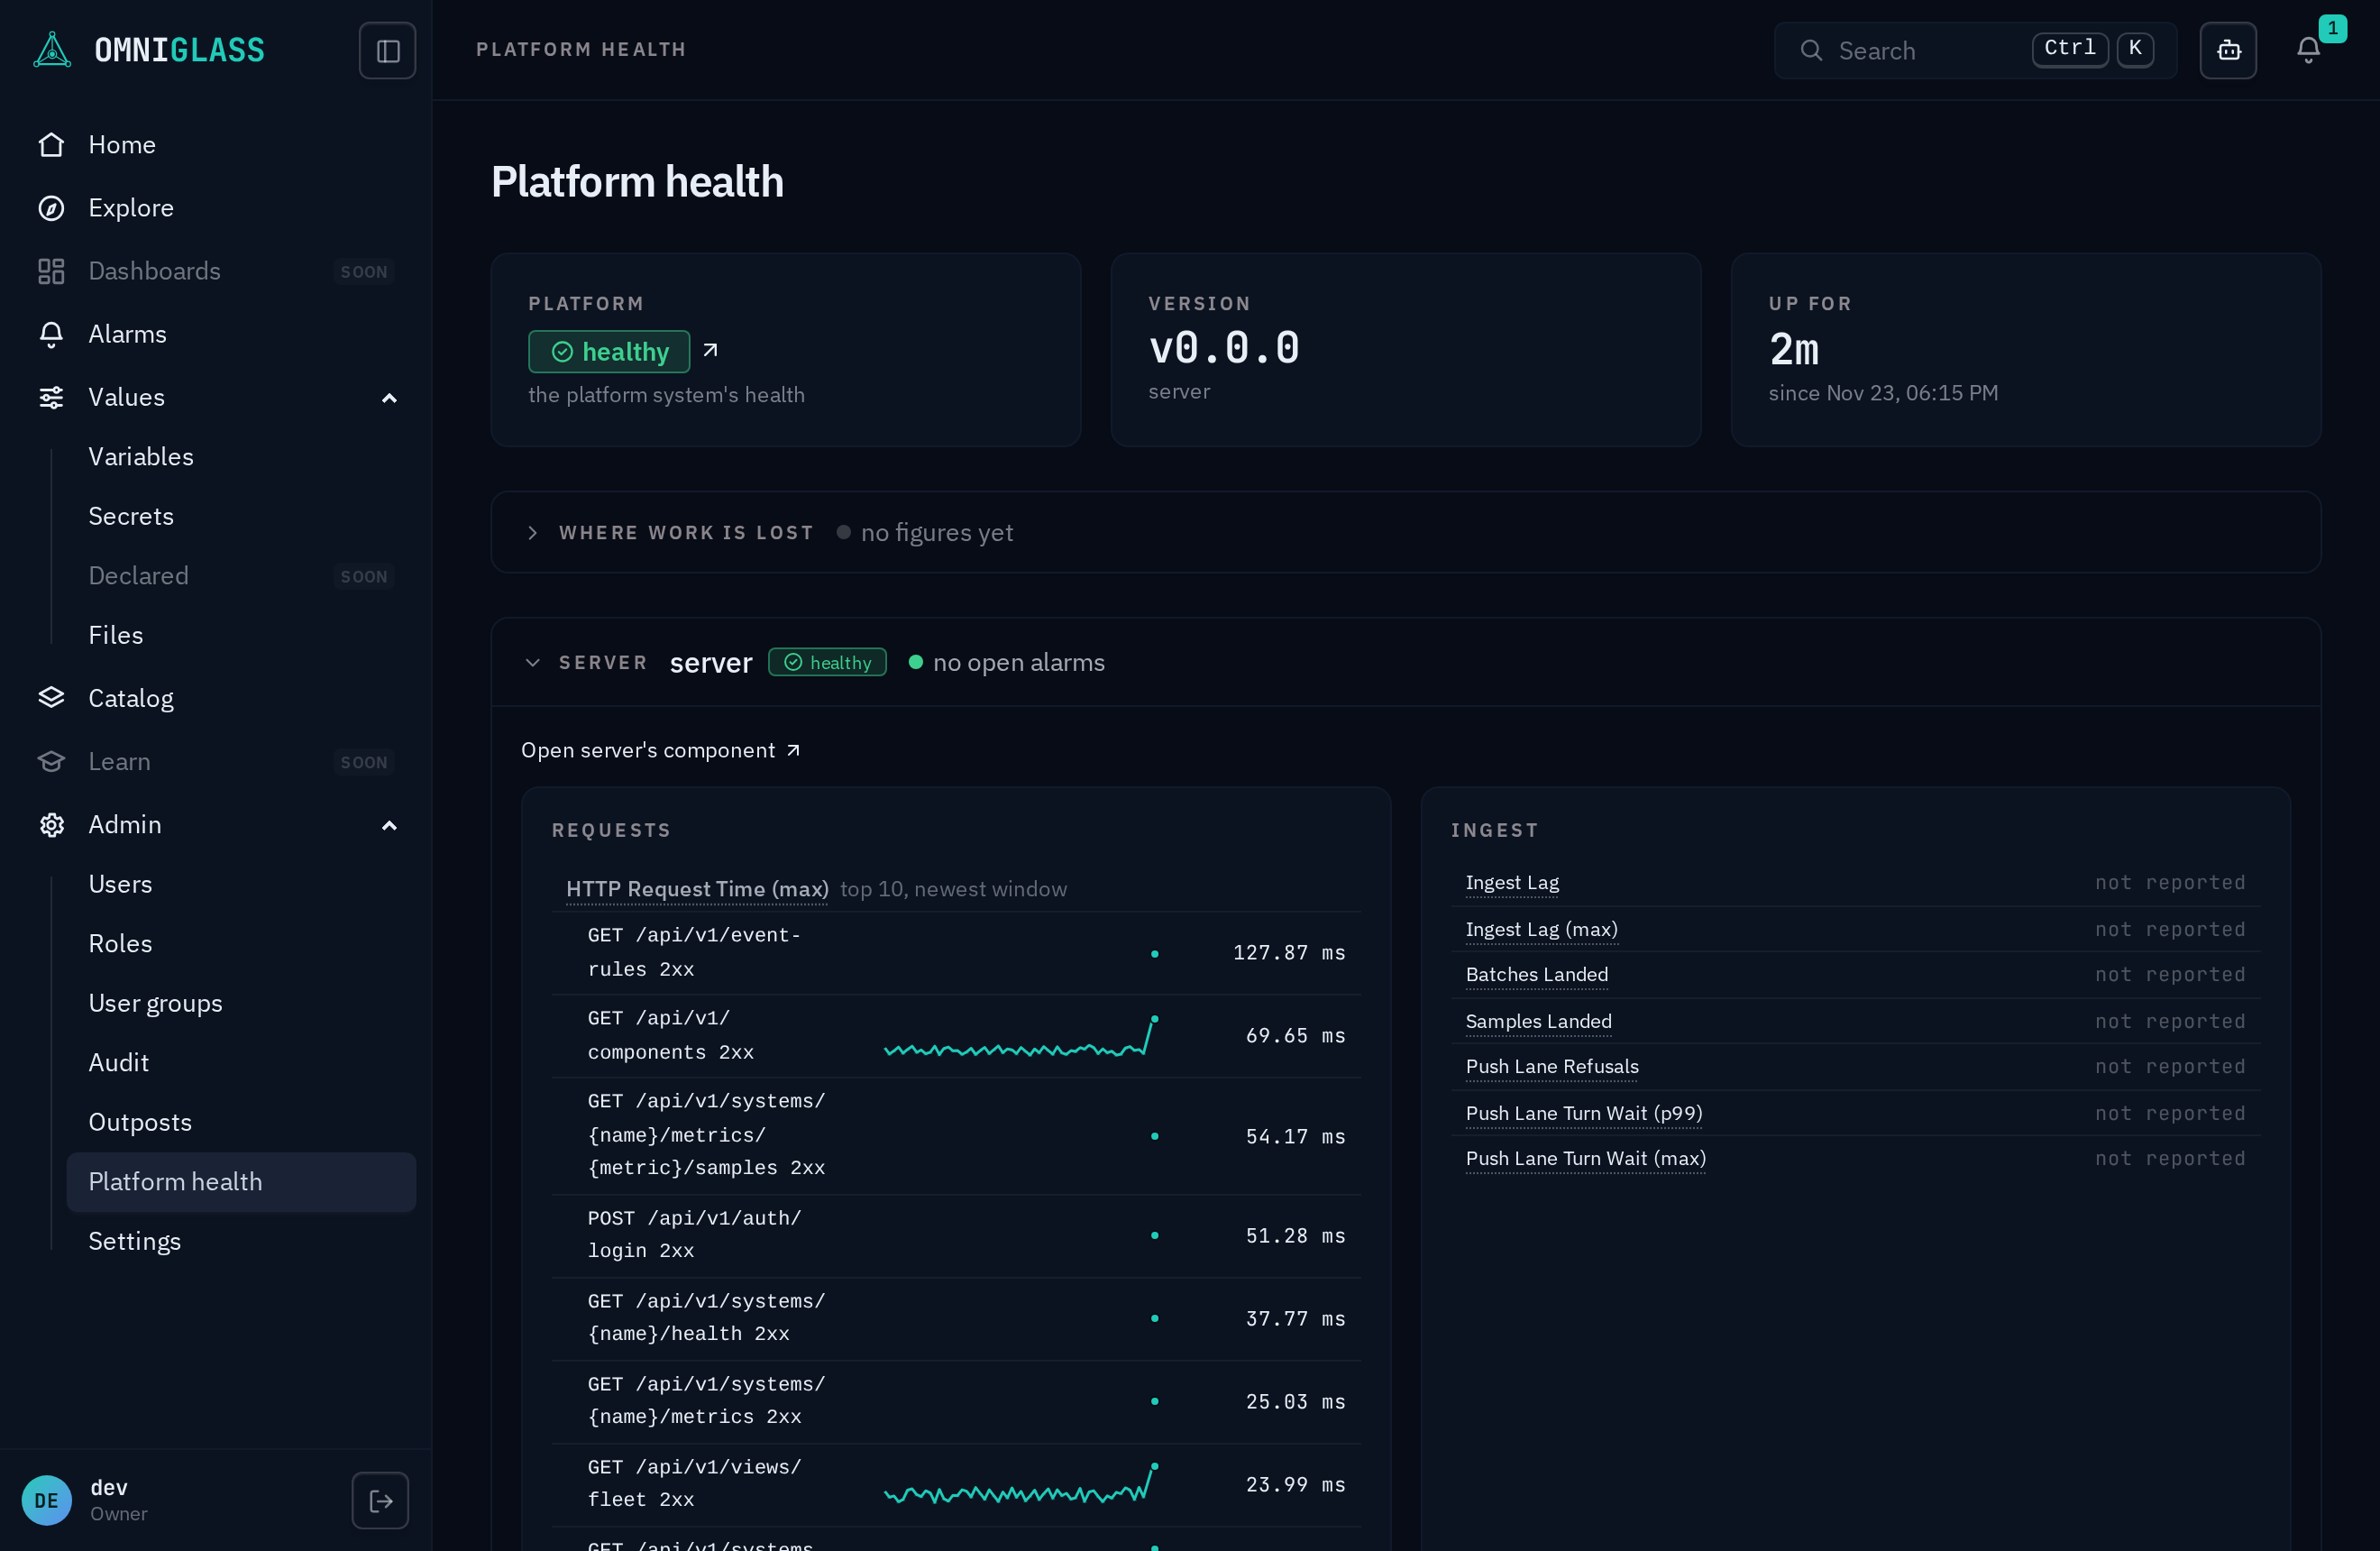 OMNIGLASS
PLATFORM HEALTH
Search
Ctrl K
1
Home
Explore
Dashboards SOON
Alarms
Values
Variables
Secrets
Declared SOON
Files
Catalog
Learn SOON
Admin
Users
Roles
User groups
Audit
Outposts
Platform health
Settings
DE
dev
Owner
Platform health
PLATFORM
healthy
the platform system's health
VERSION
v0.0.0
server
UP FOR
2m
since Nov 23, 06:15 PM
WHERE WORK IS LOST no figures yet
SERVER server healthy no open alarms
Open server's component
REQUESTS
HTTP Request Time (max) top 10, newest window
GET /api/v1/event-
rules 2xx
127.87 ms
GET /api/v1/
components 2xx
69.65 ms
GET /api/v1/systems/
{name}/metrics/
{metric}/samples 2xx
54.17 ms
POST /api/v1/auth/
login 2xx
51.28 ms
GET /api/v1/systems/
{name}/health 2xx
37.77 ms
GET /api/v1/systems/
{name}/metrics 2xx
25.03 ms
GET /api/v1/views/
fleet 2xx
23.99 ms
GET /api/v1/systems
INGEST
Ingest Lag not reported
Ingest Lag (max) not reported
Batches Landed not reported
Samples Landed not reported
Push Lane Refusals not reported
Push Lane Turn Wait (p99) not reported
Push Lane Turn Wait (max) not reported